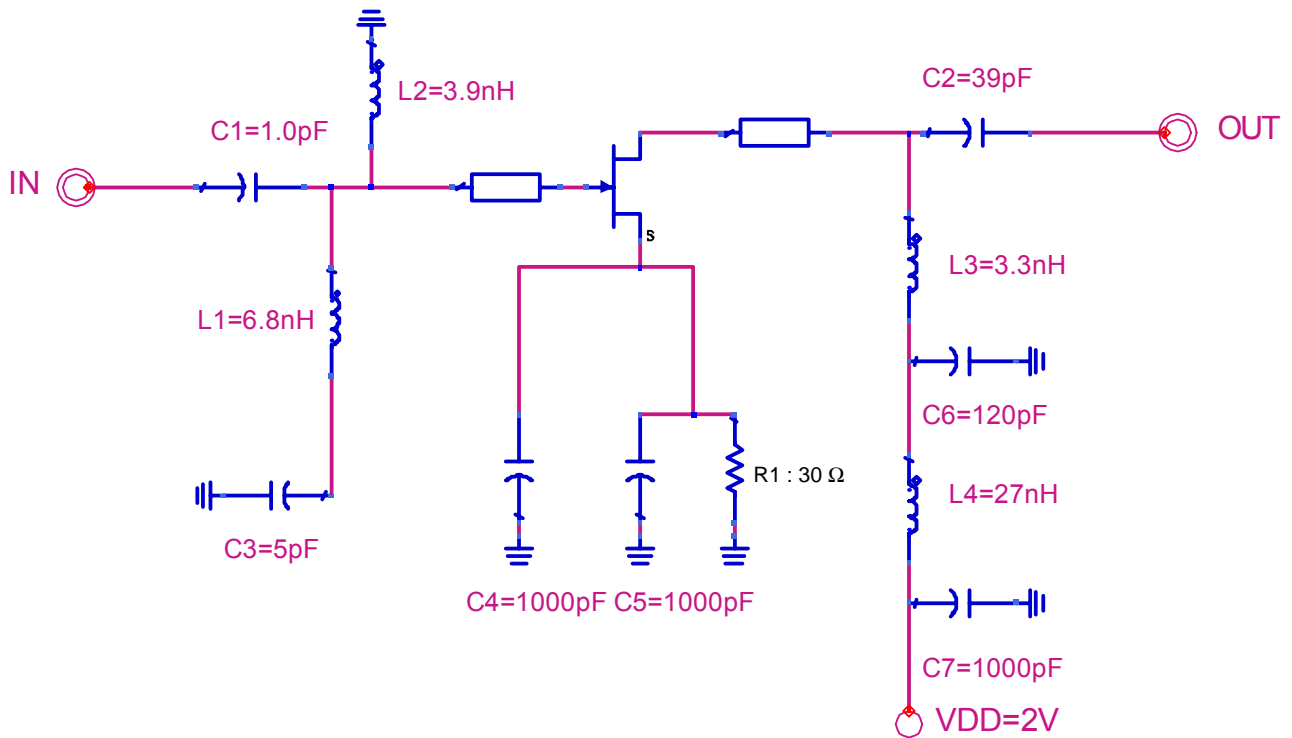 C2=39pF
L2=3.9nH
C1=1.0pF
OUT
IN
S
L3=3.3nH
L1=6.8nH
C6=120pF
R1 : 30 Ω
L4=27nH
C3=5pF
C4=1000pF C5=1000pF
C7=1000pF
VDD=2V